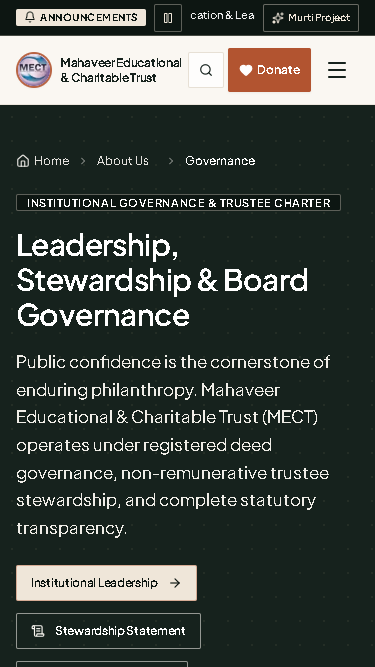 ANNOUNCEMENTS
cation & Lea
Murti Project
MECT
Mahaveer Educational
& Charitable Trust
Donate
Home
About Us
Governance
INSTITUTIONAL GOVERNANCE & TRUSTEE CHARTER
Leadership,
Stewardship & Board
Governance
Public confidence is the cornerstone of
enduring philanthropy. Mahaveer
Educational & Charitable Trust (MECT)
operates under registered deed
governance, non-remunerative trustee
stewardship, and complete statutory
transparency.
Institutional Leadership
Stewardship Statement